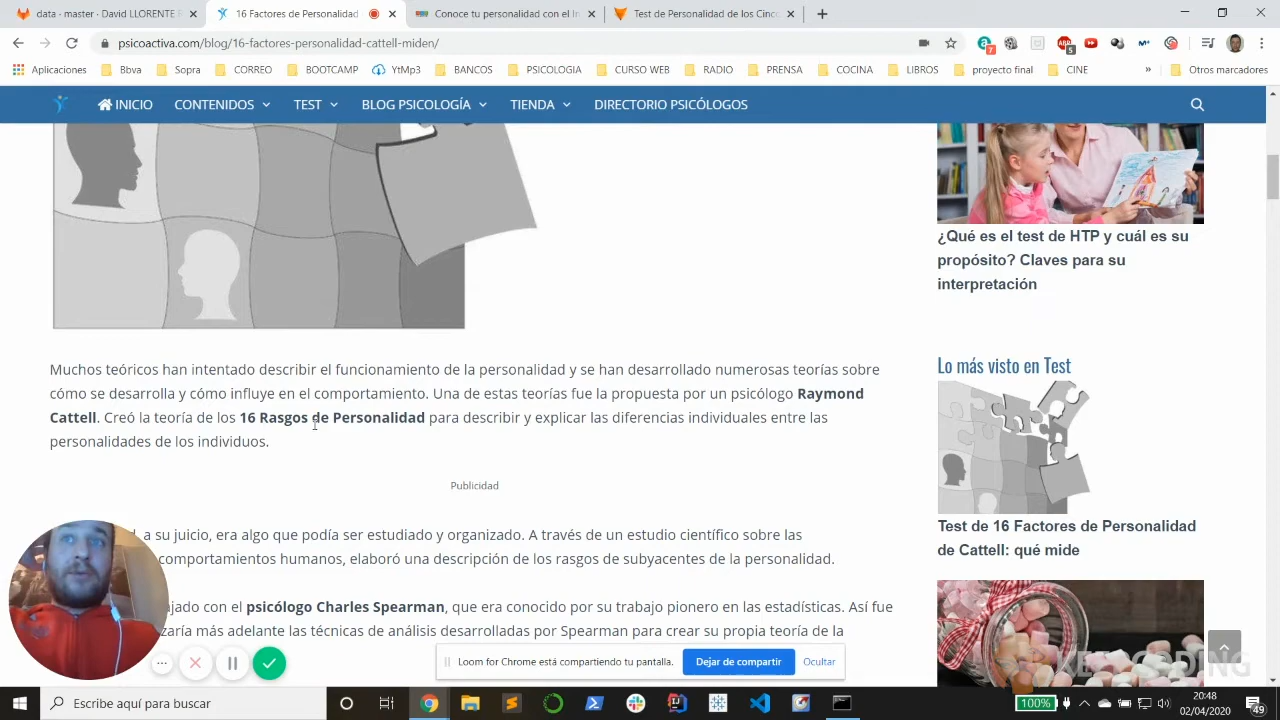 data - master - David LLORENTE
16 Factores de Personalidad
Conoce tu personalidad con el In
Test de Personalidad de los Cinco
psicoactiva.com/blog/16-factores-personalidad-cattell-miden/
7
5
Aplicaciones
Bbva
Sopra
CORREO
BOOTCAMP
YtMp3
BANCOS
PSICOLOGIA
CURSO WEB
RADIO
PRENSA
COCINA
LIBROS
proyecto final
CINE
»
Otros marcadores
INICIO
CONTENIDOS
TEST
BLOG PSICOLOGÍA
TIENDA
DIRECTORIO PSICÓLOGOS
Muchos teóricos han intentado describir el funcionamiento de la personalidad y se han desarrollado numerosas teorías sobre
cómo se desarrolla y cómo influye en el comportamiento. Una de estas teorías fue la propuesta por un psicólogo Raymond
Cattell. Creó la teoría de los 16 Rasgos de Personalidad para describir y explicar las diferencias individuales entre las
personalidades de los individuos.
Publicidad
, a su juicio, era algo que podía ser estudiado y organizado. A través de un estudio científico sobre las
comportamientos humanos, elaboró una descripción de los rasgos de subyacentes de la personalidad.
ajado con el psicólogo Charles Spearman, que era conocido por su trabajo pionero en las estadísticas. Así fue
zaría más adelante las técnicas de análisis desarrolladas por Spearman para crear su propia teoría de la
¿Qué es el test de HTP y cuál es su
propósito? Claves para su
interpretación
Lo más visto en Test
Test de 16 Factores de Personalidad
de Cattell: qué mide
Loom for Chrome está compartiendo tu pantalla.
Dejar de compartir
Ocultar
KEEPCODING
Escribe aquí para buscar
100%
20:48
02/04/2020
49